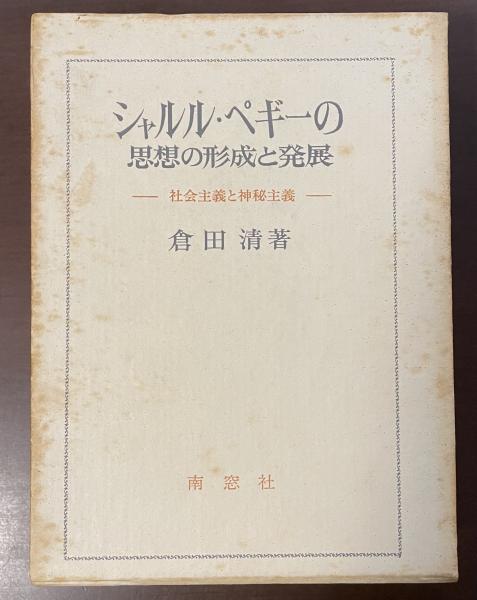 シャルル・ペギーの
思想の形成と発展
― 社会主義と神秘主義 ―
倉田 清著
南窓社